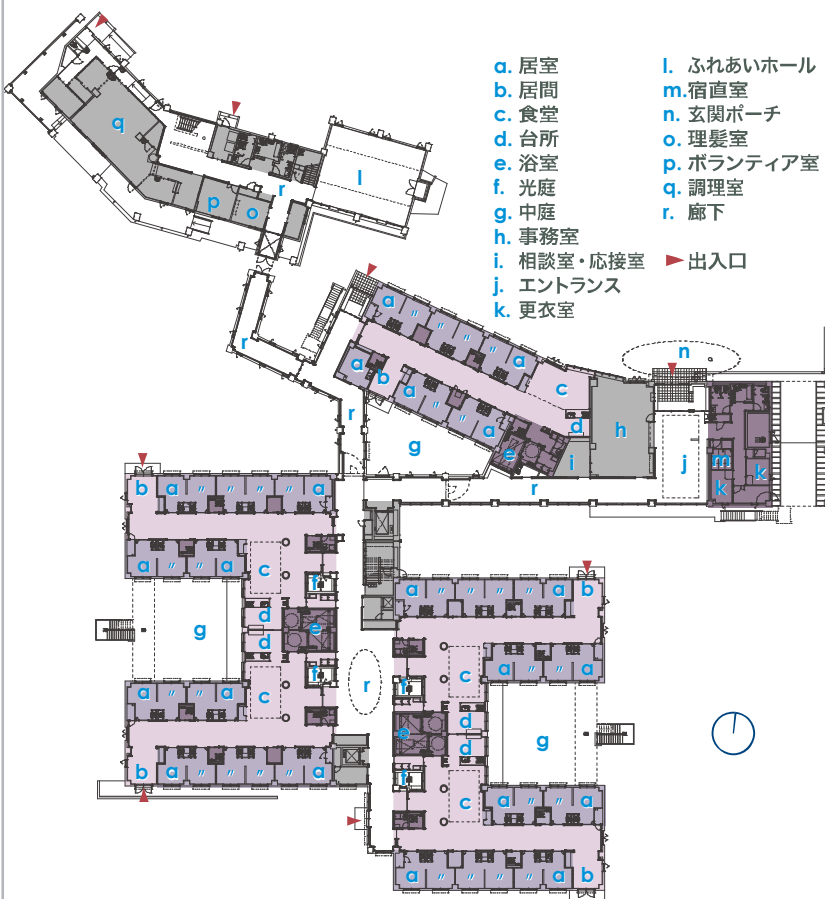 a. 居室
b. 居間
c. 食堂
d. 台所
e. 浴室
f. 光庭
g. 中庭
h. 事務室
i. 相談室・応接室
j. エントランス
k. 更衣室
l. ふれあいホール
m. 宿直室
n. 玄関ポーチ
o. 理髪室
p. ボランティア室
q. 調理室
r. 廊下
▶ 出入口
q
l
r
p
o
r
a 〃 〃 〃 a
n
a b
c
a 〃 〃 a
r
d
h
g
e
i
j
m
k
k
r
b a 〃 〃 〃 〃 a
a 〃 〃 a
c
f
a 〃 〃 〃 〃 a b
d
g
e
d
a 〃 〃 a
f
c
f
r
c
a 〃 〃 a
d
e
g
d
b a 〃 〃 〃 〃 a
f
c
a 〃 〃 a
a 〃 〃 〃 〃 a b